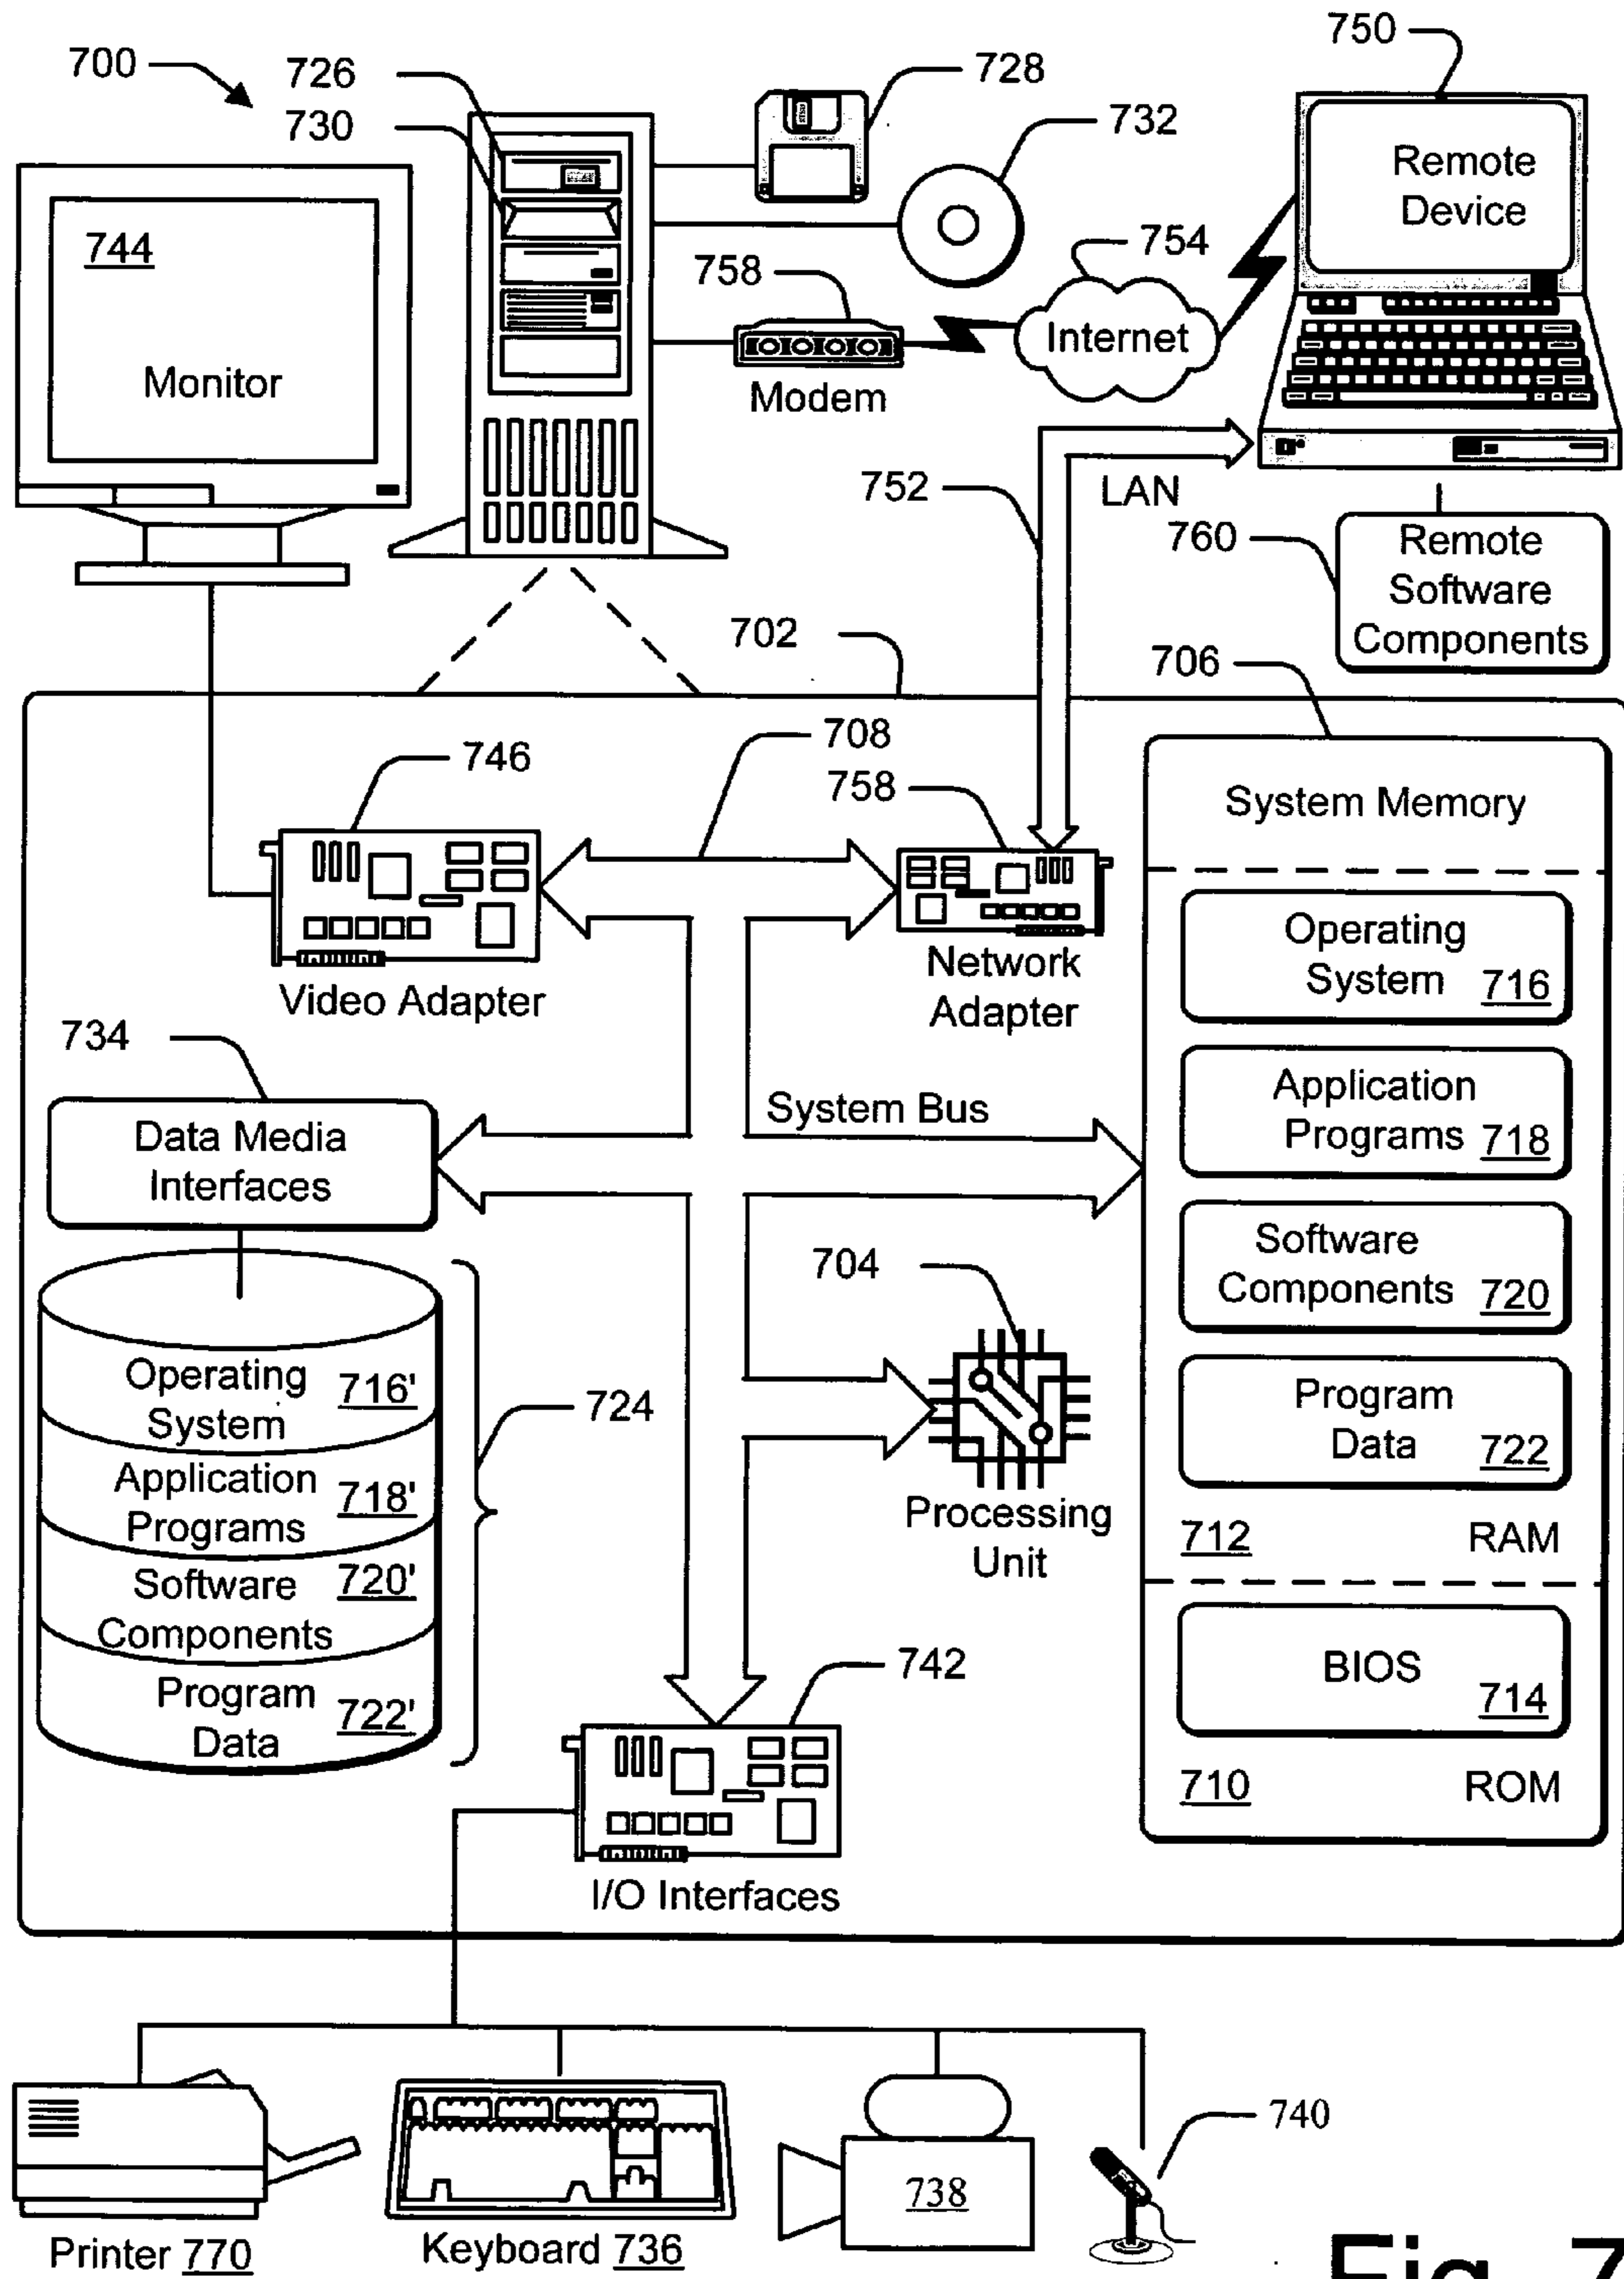 700
726
730
728
732
750
Remote
Device
744
Monitor
754
758
Internet
Modem
752
LAN
760
Remote
Software
Components
702
706
708
746
758
System Memory
Operating
System 716
Video Adapter
Network
Adapter
734
Data Media
Interfaces
System Bus
Application
Programs 718
Software
Components 720
704
Program
Data 722
Operating
System 716'
724
Application
Programs 718'
Software
Components 720'
Program
Data 722'
Processing
Unit
712 RAM
742
BIOS
714
710 ROM
I/O Interfaces
740
738
Printer 770
Keyboard 736
Fig. 7